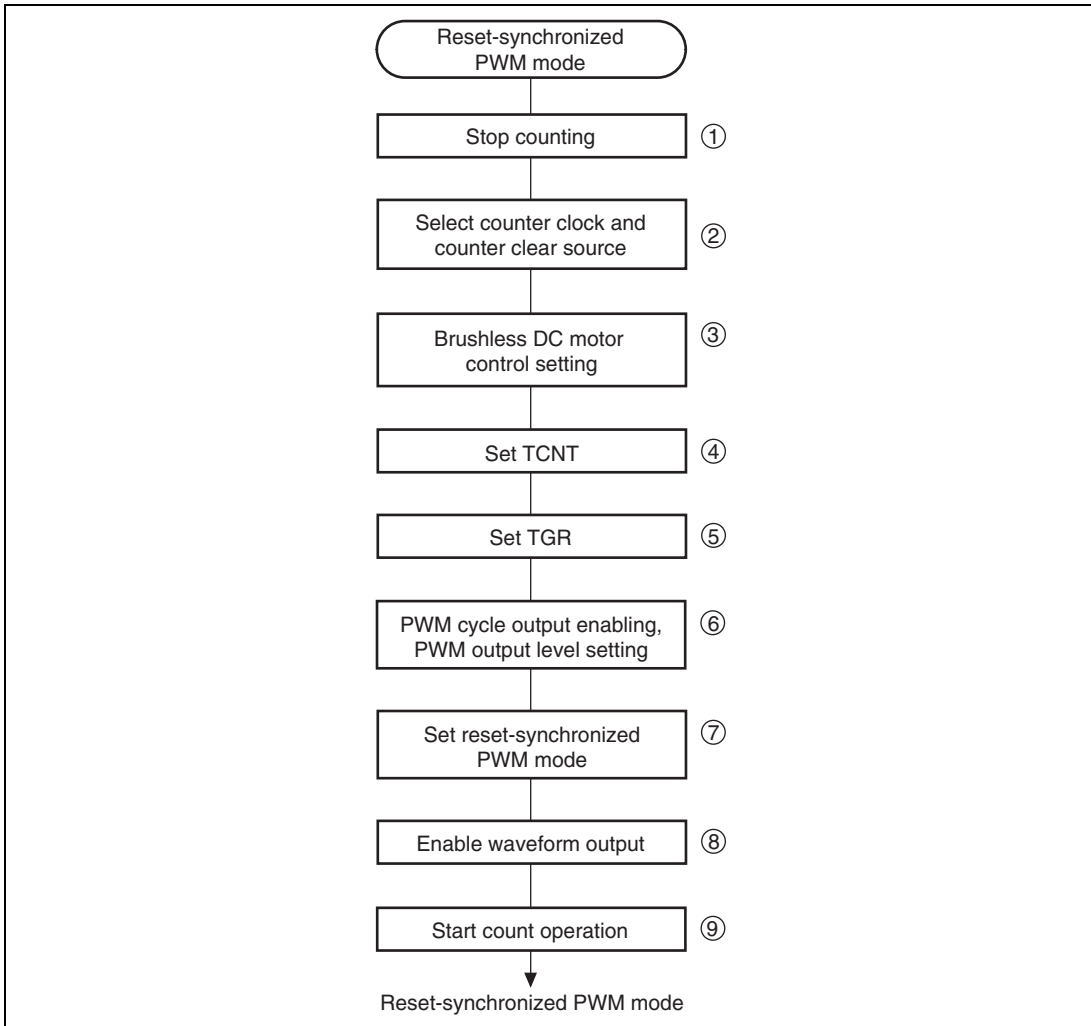 Reset-synchronized
PWM mode
Stop counting
①
Select counter clock and
counter clear source
②
Brushless DC motor
control setting
③
Set TCNT
④
Set TGR
⑤
PWM cycle output enabling,
PWM output level setting
⑥
Set reset-synchronized
PWM mode
⑦
Enable waveform output
⑧
Start count operation
⑨
Reset-synchronized PWM mode